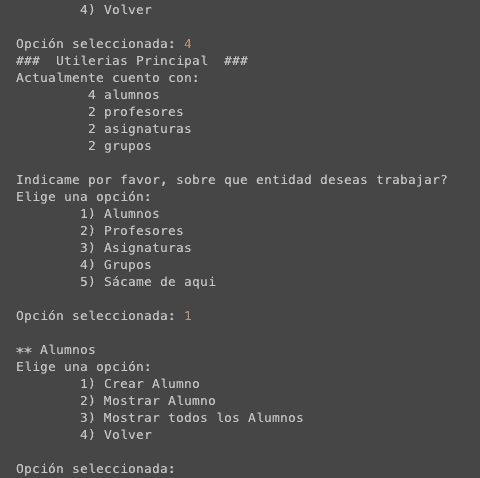 4) Volver
Opción seleccionada: 4
### Utilerias Principal ###
Actualmente cuento con:
4 alumnos
2 profesores
2 asignaturas
2 grupos
Indicame por favor, sobre que entidad deseas trabajar?
Elige una opción:
1) Alumnos
2) Profesores
3) Asignaturas
4) Grupos
5) Sácame de aqui
Opción seleccionada: 1
** Alumnos
Elige una opción:
1) Crear Alumno
2) Mostrar Alumno
3) Mostrar todos los Alumnos
4) Volver
Opción seleccionada: